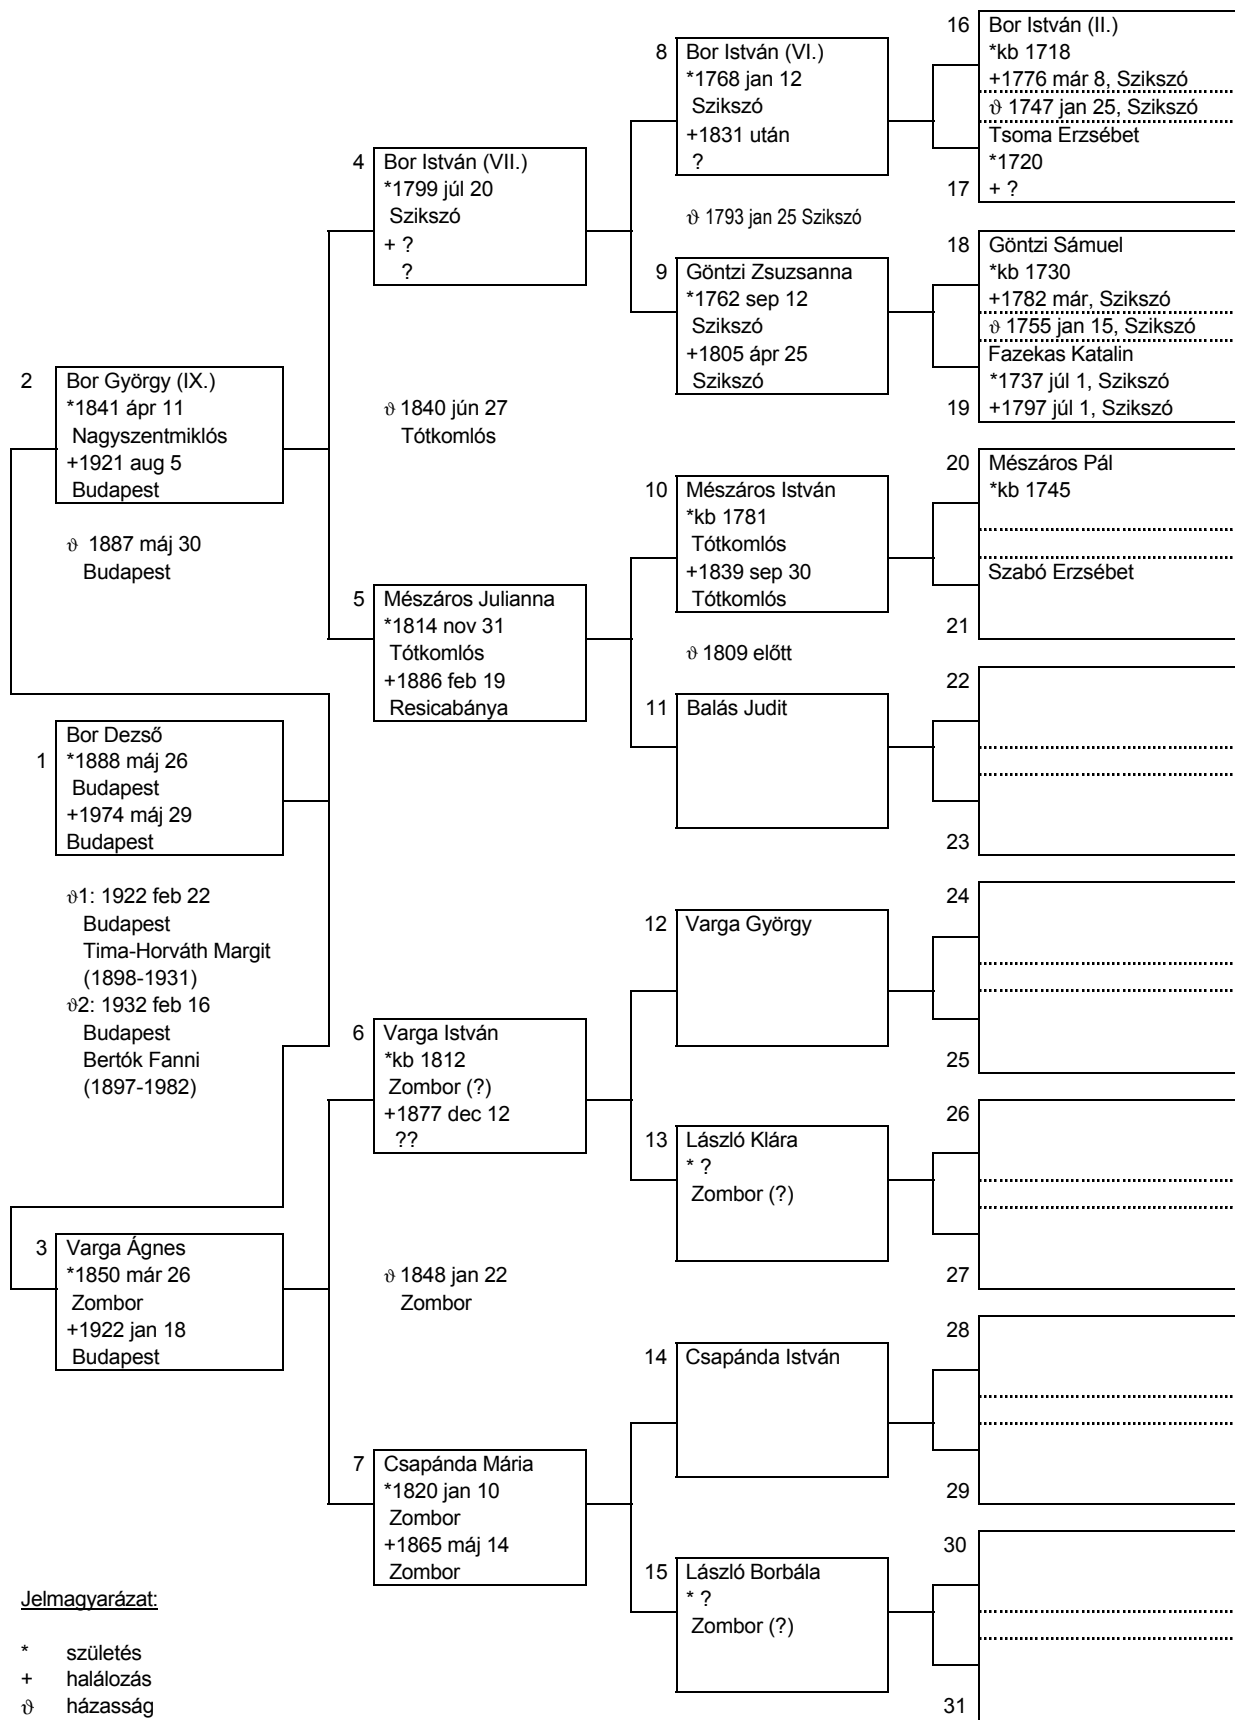 16
Bor István (II.)
*kb 1718
+1776 már 8, Szikszó
ϑ 1747 jan 25, Szikszó
Tsoma Erzsébet
*1720
17
+ ?
8
Bor István (VI.)
*1768 jan 12
Szikszó
+1831 után
?
4
Bor István (VII.)
*1799 júl 20
Szikszó
+ ?
?
ϑ 1793 jan 25 Szikszó
18
Göntzi Sámuel
*kb 1730
+1782 már, Szikszó
ϑ 1755 jan 15, Szikszó
Fazekas Katalin
*1737 júl 1, Szikszó
19
+1797 júl 1, Szikszó
9
Göntzi Zsuzsanna
*1762 sep 12
Szikszó
+1805 ápr 25
Szikszó
2
Bor György (IX.)
*1841 ápr 11
Nagyszentmiklós
+1921 aug 5
Budapest
ϑ 1840 jún 27
Tótkomlós
ϑ 1887 máj 30
Budapest
20
Mészáros Pál
*kb 1745
Szabó Erzsébet
21
10
Mészáros István
*kb 1781
Tótkomlós
+1839 sep 30
Tótkomlós
5
Mészáros Julianna
*1814 nov 31
Tótkomlós
+1886 feb 19
Resicabánya
ϑ 1809 előtt
22
11
Balás Judit
23
1
Bor Dezső
*1888 máj 26
Budapest
+1974 máj 29
Budapest
ϑ1: 1922 feb 22
Budapest
Tima-Horváth Margit
(1898-1931)
ϑ2: 1932 feb 16
Budapest
Bertók Fanni
(1897-1982)
24
12
Varga György
25
6
Varga István
*kb 1812
Zombor (?)
+1877 dec 12
??
26
13
László Klára
* ?
Zombor (?)
27
3
Varga Ágnes
*1850 már 26
Zombor
+1922 jan 18
Budapest
ϑ 1848 jan 22
Zombor
28
14
Csapánda István
29
7
Csapánda Mária
*1820 jan 10
Zombor
+1865 máj 14
Zombor
30
15
László Borbála
* ?
Zombor (?)
31
Jelmagyarázat:
* születés
+ halálozás
ϑ házasság